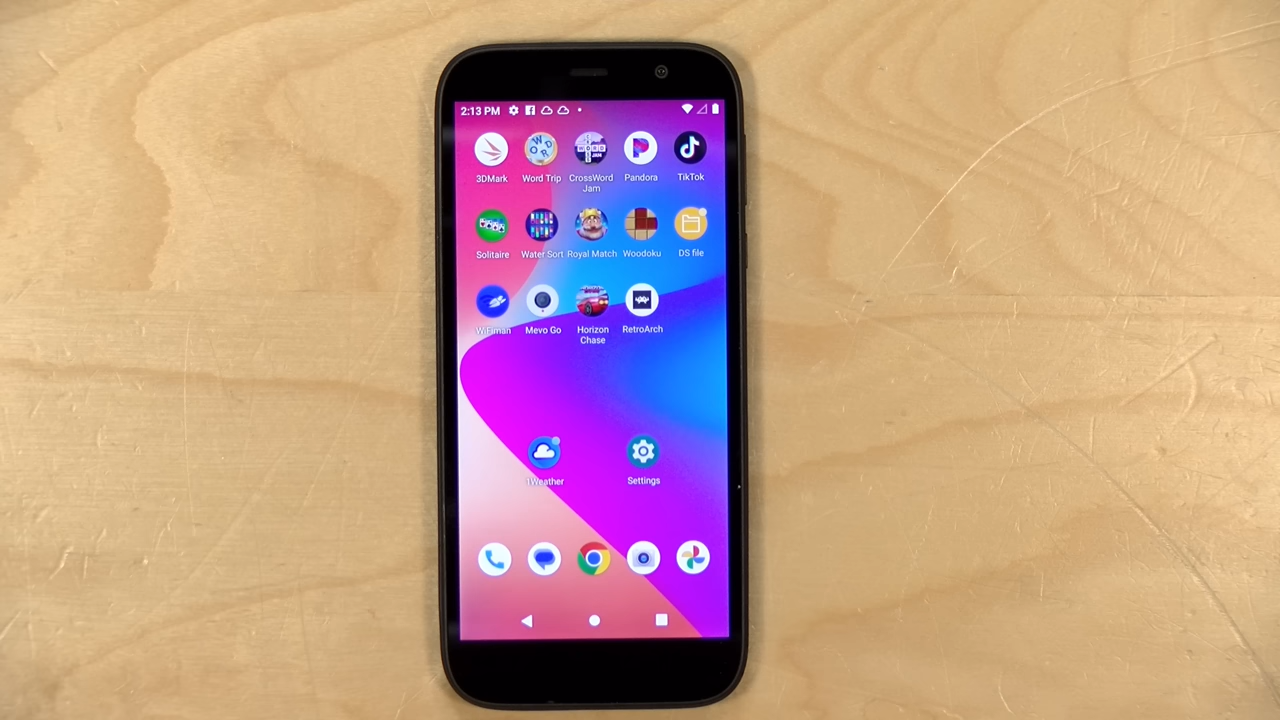 2:13 PM
3DMark Word Trip CrossWord Jam Pandora TikTok
Solitaire Water Sort Royal Match Woodoku DS file
WiFiman Mevo Go Horizon Chase RetroArch
1Weather Settings